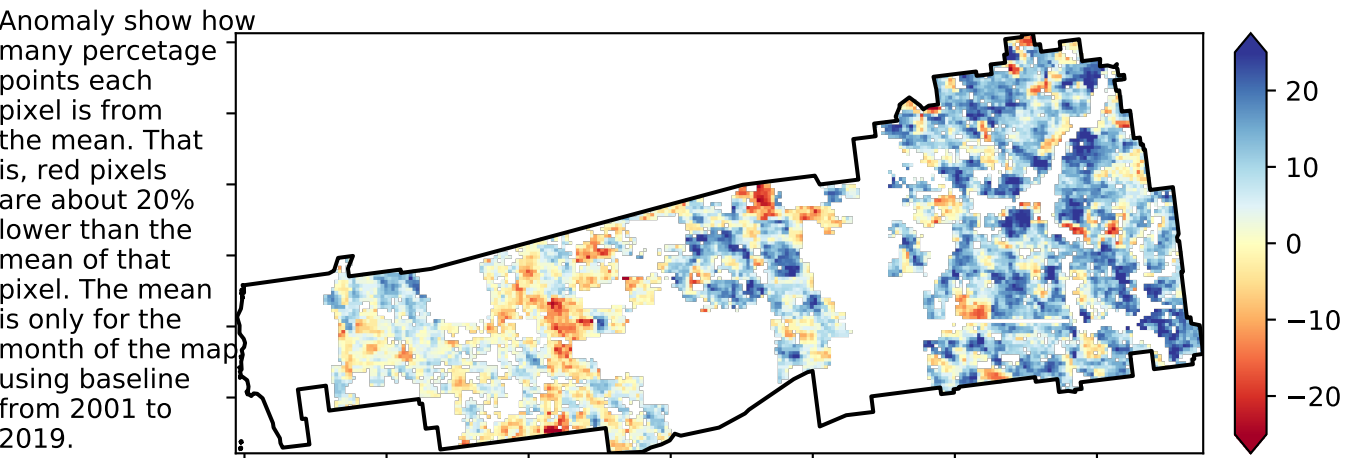 Anomaly show how
many percetage
points each
pixel is from
the mean. That
is, red pixels
are about 20%
lower than the
mean of that
pixel. The mean
is only for the
month of the map,
using baseline
from 2001 to
2019.
20
10
0
−10
−20